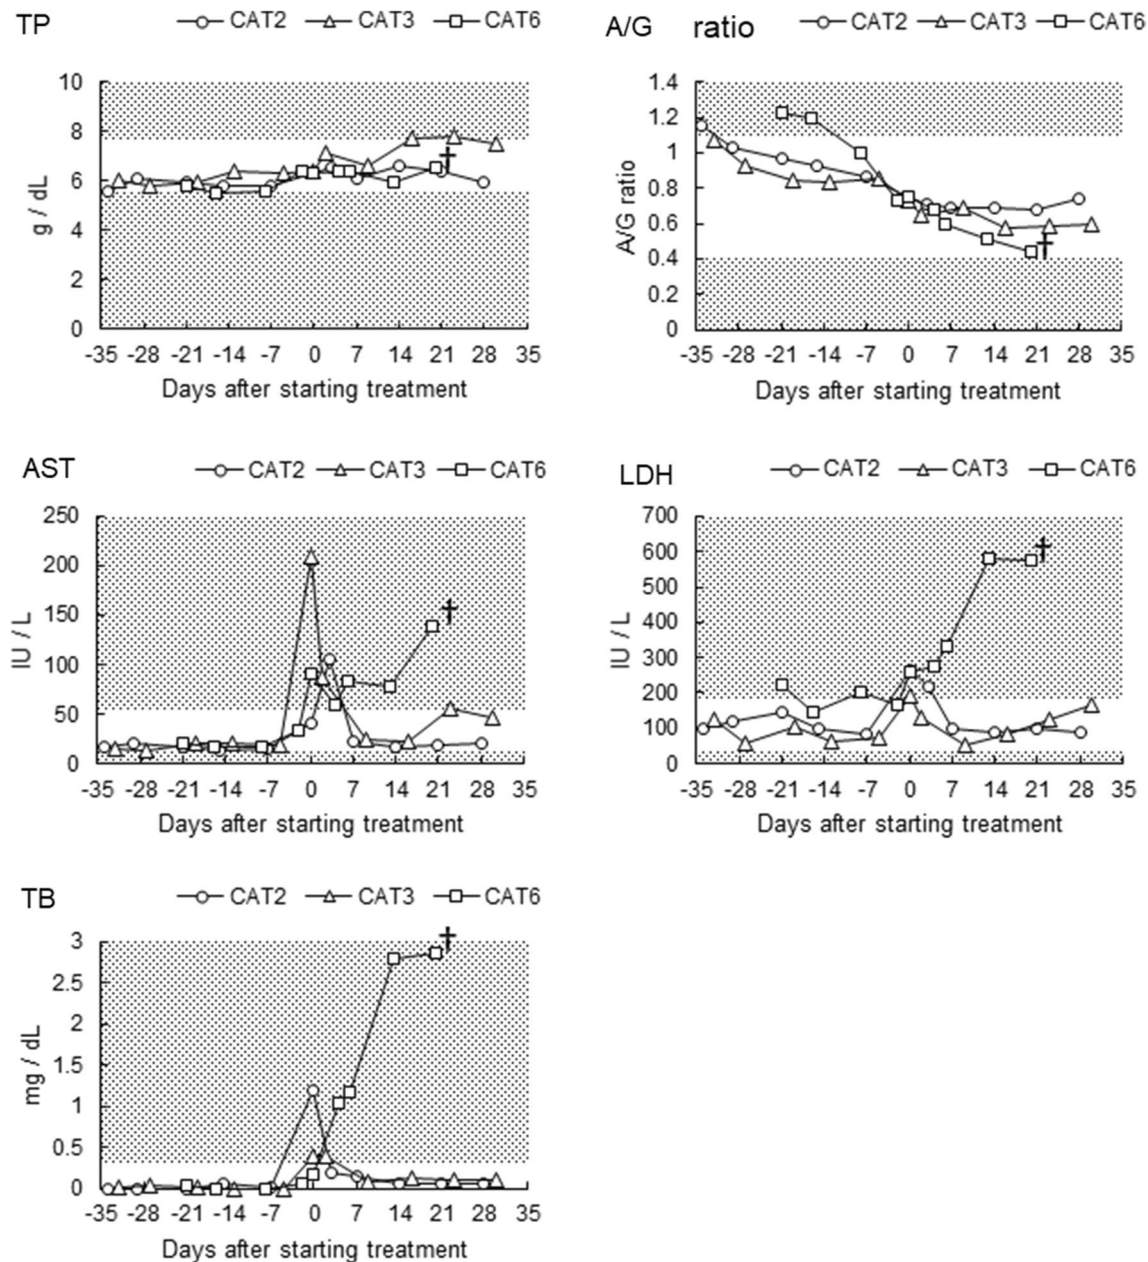 TP CAT2 CAT3 CAT6
10
8
6
4
2
0
g / dL
†
-35 -28 -21 -14 -7 0 7 14 21 28 35
Days after starting treatment
A/G ratio CAT2 CAT3 CAT6
1.4
1.2
1
0.8
0.6
0.4
0.2
0
A/G ratio
†
-35 -28 -21 -14 -7 0 7 14 21 28 35
Days after starting treatment
AST CAT2 CAT3 CAT6
250
200
150
100
50
0
IU / L
†
-35 -28 -21 -14 -7 0 7 14 21 28 35
Days after starting treatment
LDH CAT2 CAT3 CAT6
700
600
500
400
300
200
100
0
IU / L
†
-35 -28 -21 -14 -7 0 7 14 21 28 35
Days after starting treatment
TB CAT2 CAT3 CAT6
3
2.5
2
1.5
1
0.5
0
mg / dL
†
-35 -28 -21 -14 -7 0 7 14 21 28 35
Days after starting treatment